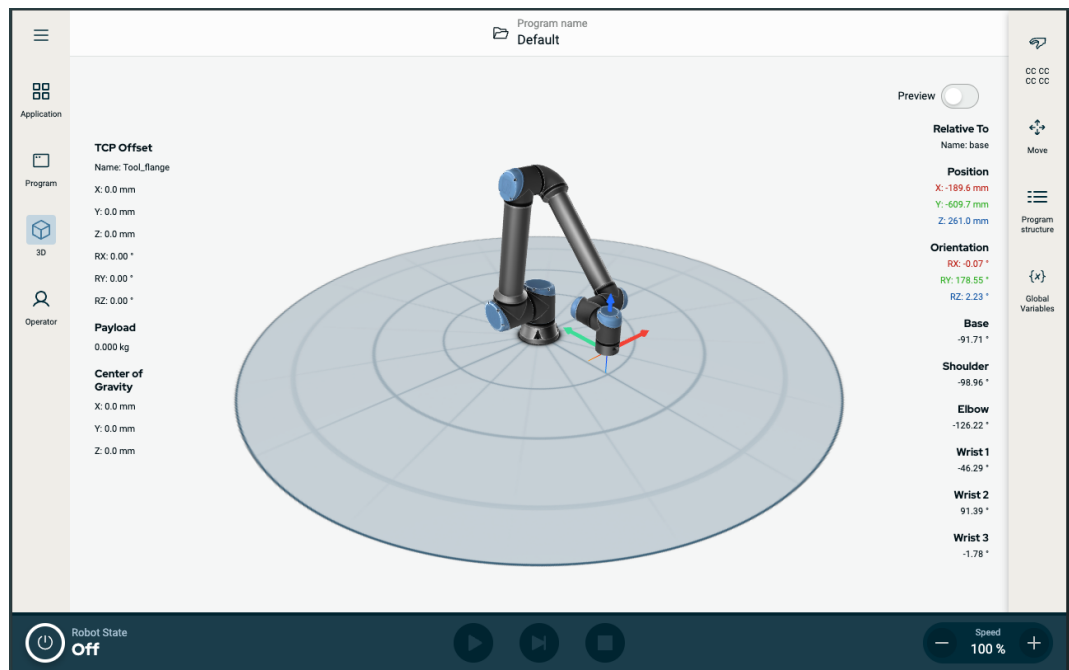 Program name
Default
Application
Program
3D
Operator
TCP Offset
Name: Tool_flange
X: 0.0 mm
Y: 0.0 mm
Z: 0.0 mm
RX: 0.00 °
RY: 0.00 °
RZ: 0.00 °
Payload
0.000 kg
Center of
Gravity
X: 0.0 mm
Y: 0.0 mm
Z: 0.0 mm
Preview
Relative To
Name: base
Position
X: -189.6 mm
Y: -609.7 mm
Z: 261.0 mm
Orientation
RX: -0.07 °
RY: 178.55 °
RZ: 2.23 °
Base
-91.71 °
Shoulder
-98.96 °
Elbow
-126.22 °
Wrist 1
-46.29 °
Wrist 2
91.39 °
Wrist 3
-1.78 °
CC CC
CC CC
Move
Program
structure
{x}
Global
Variables
Robot State
Off
Speed
100 %